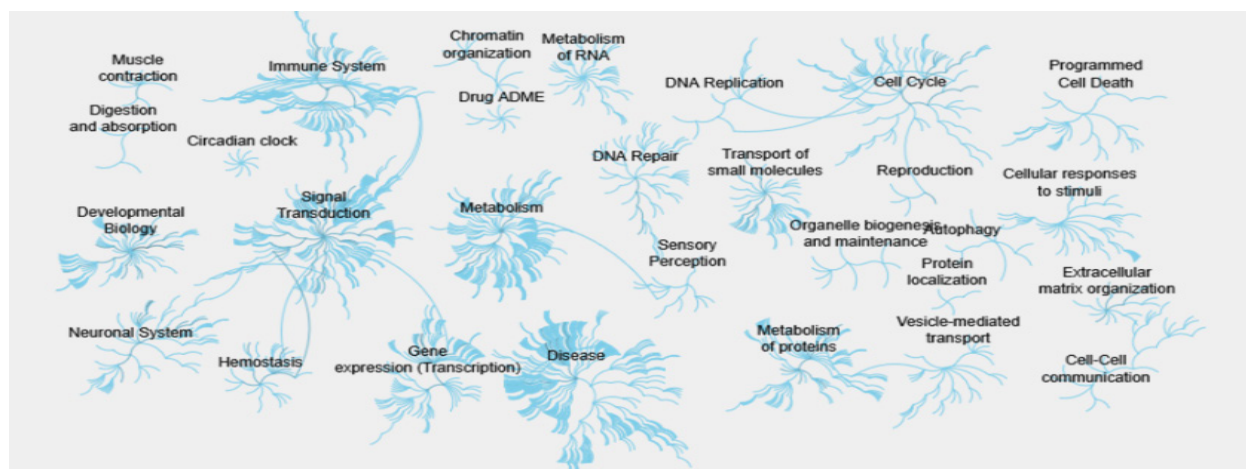 Muscle
contraction
Immune System
Chromatin
organization
Metabolism
of RNA
DNA Replication
Cell Cycle
Programmed
Cell Death
Digestion
and absorption
Drug ADME
Circadian clock
DNA Repair
Transport of
small molecules
Reproduction
Cellular responses
to stimuli
Developmental
Biology
Signal
Transduction
Metabolism
Sensory
Perception
Organelle biogenesis
and maintenance
Autophagy
Protein
localization
Extracellular
matrix organization
Neuronal System
Hemostasis
Gene
expression (Transcription)
Disease
Metabolism
of proteins
Vesicle-mediated
transport
Cell-Cell
communication